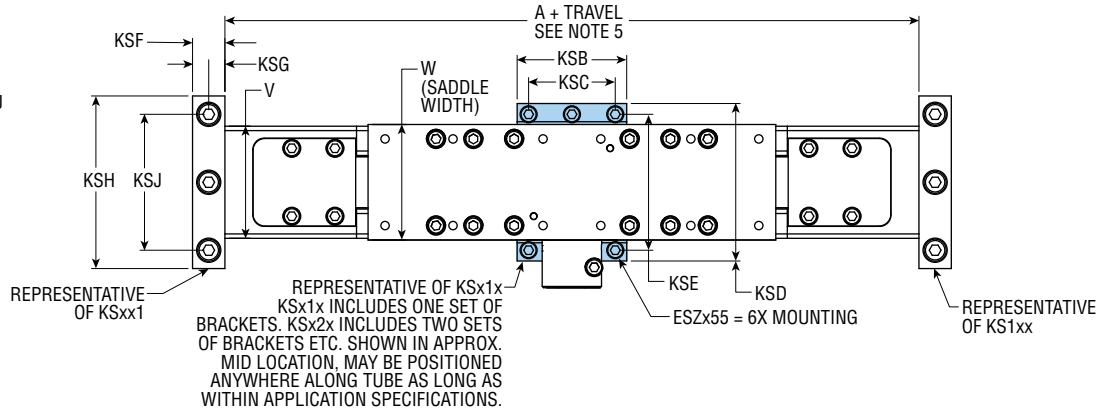 A + TRAVEL
SEE NOTE 5
KSF
KSB
KSG
KSC
W
(SADDLE
WIDTH)
V
J
KSH
KSJ
REPRESENTATIVE
OF KSxx1
REPRESENTATIVE OF KSx1x
KSx1x INCLUDES ONE SET OF
BRACKETS. KSx2x INCLUDES TWO SETS
OF BRACKETS ETC. SHOWN IN APPROX.
MID LOCATION, MAY BE POSITIONED
ANYWHERE ALONG TUBE AS LONG AS
WITHIN APPLICATION SPECIFICATIONS.
KSE
KSD
ESZx55 = 6X MOUNTING
REPRESENTATIVE
OF KS1xx